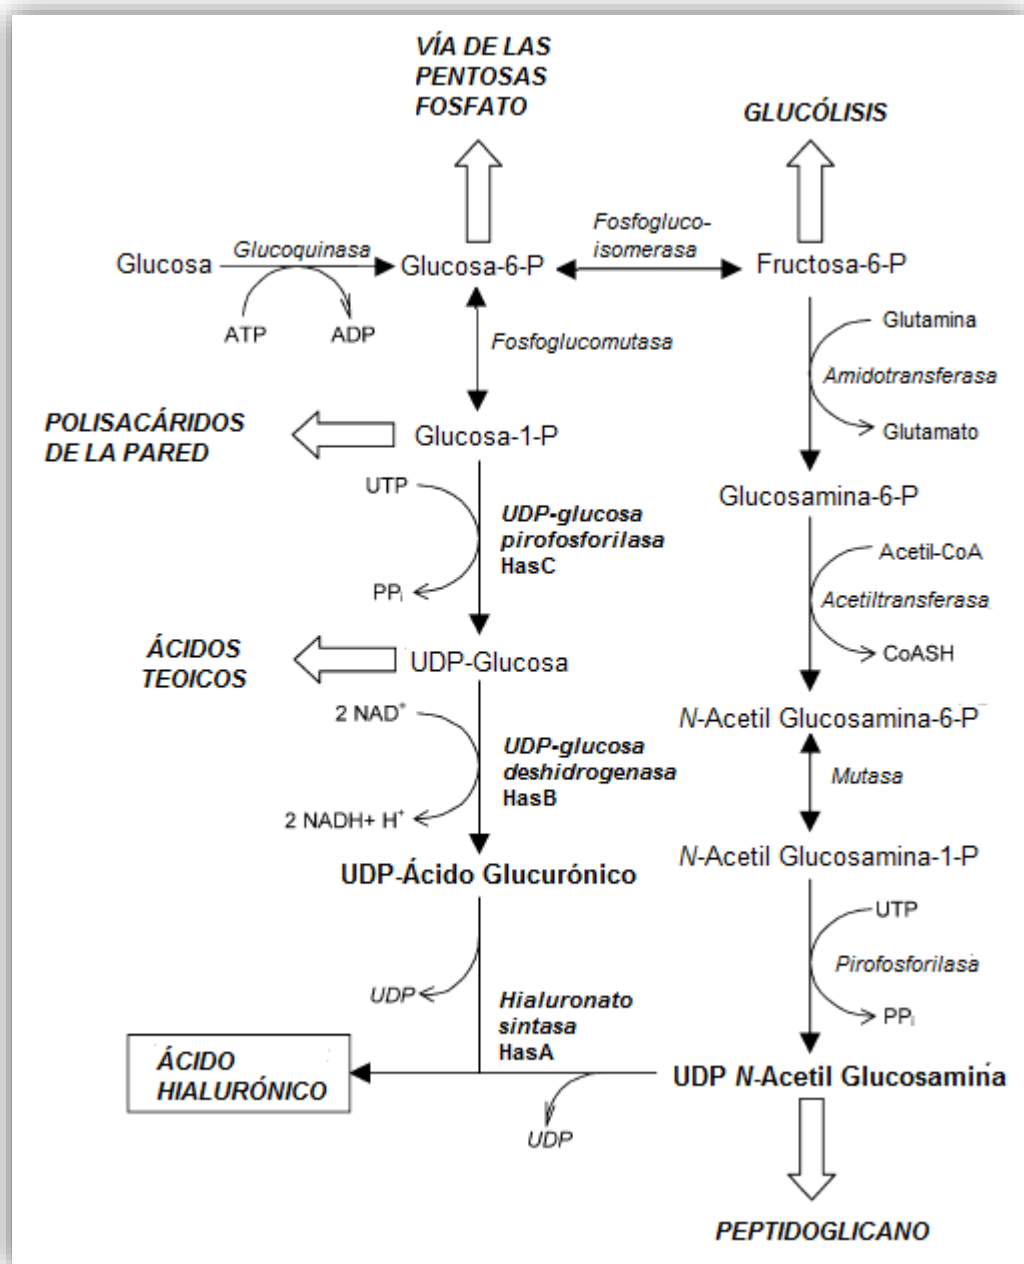 VÍA DE LAS
PENTOSAS
FOSFATO
GLUCÓLISIS
Glucosa
Glucoquinasa
Glucosa-6-P
Fosfogluco-
isomerasa
Fructosa-6-P
ATP
ADP
Fosfoglucomutasa
Glutamina
Amidotransferasa
Glutamato
POLISACÁRIDOS
DE LA PARED
Glucosa-1-P
UTP
UDP-glucosa
pirofosforilasa
HasC
PPi
Glucosamina-6-P
Acetil-CoA
Acetiltransferasa
CoASH
ÁCIDOS
TEOICOS
UDP-Glucosa
2 NAD+
UDP-glucosa
deshidrogenasa
HasB
2 NADH+ H+
N-Acetil Glucosamina-6-P
Mutasa
N-Acetil Glucosamina-1-P
UDP-Ácido Glucurónico
UTP
Pirofosforilasa
PPi
UDP
Hialuronato
sintasa
HasA
ÁCIDO
HIALURÓNICO
UDP N-Acetil Glucosamina
UDP
PEPTIDOGLICANO